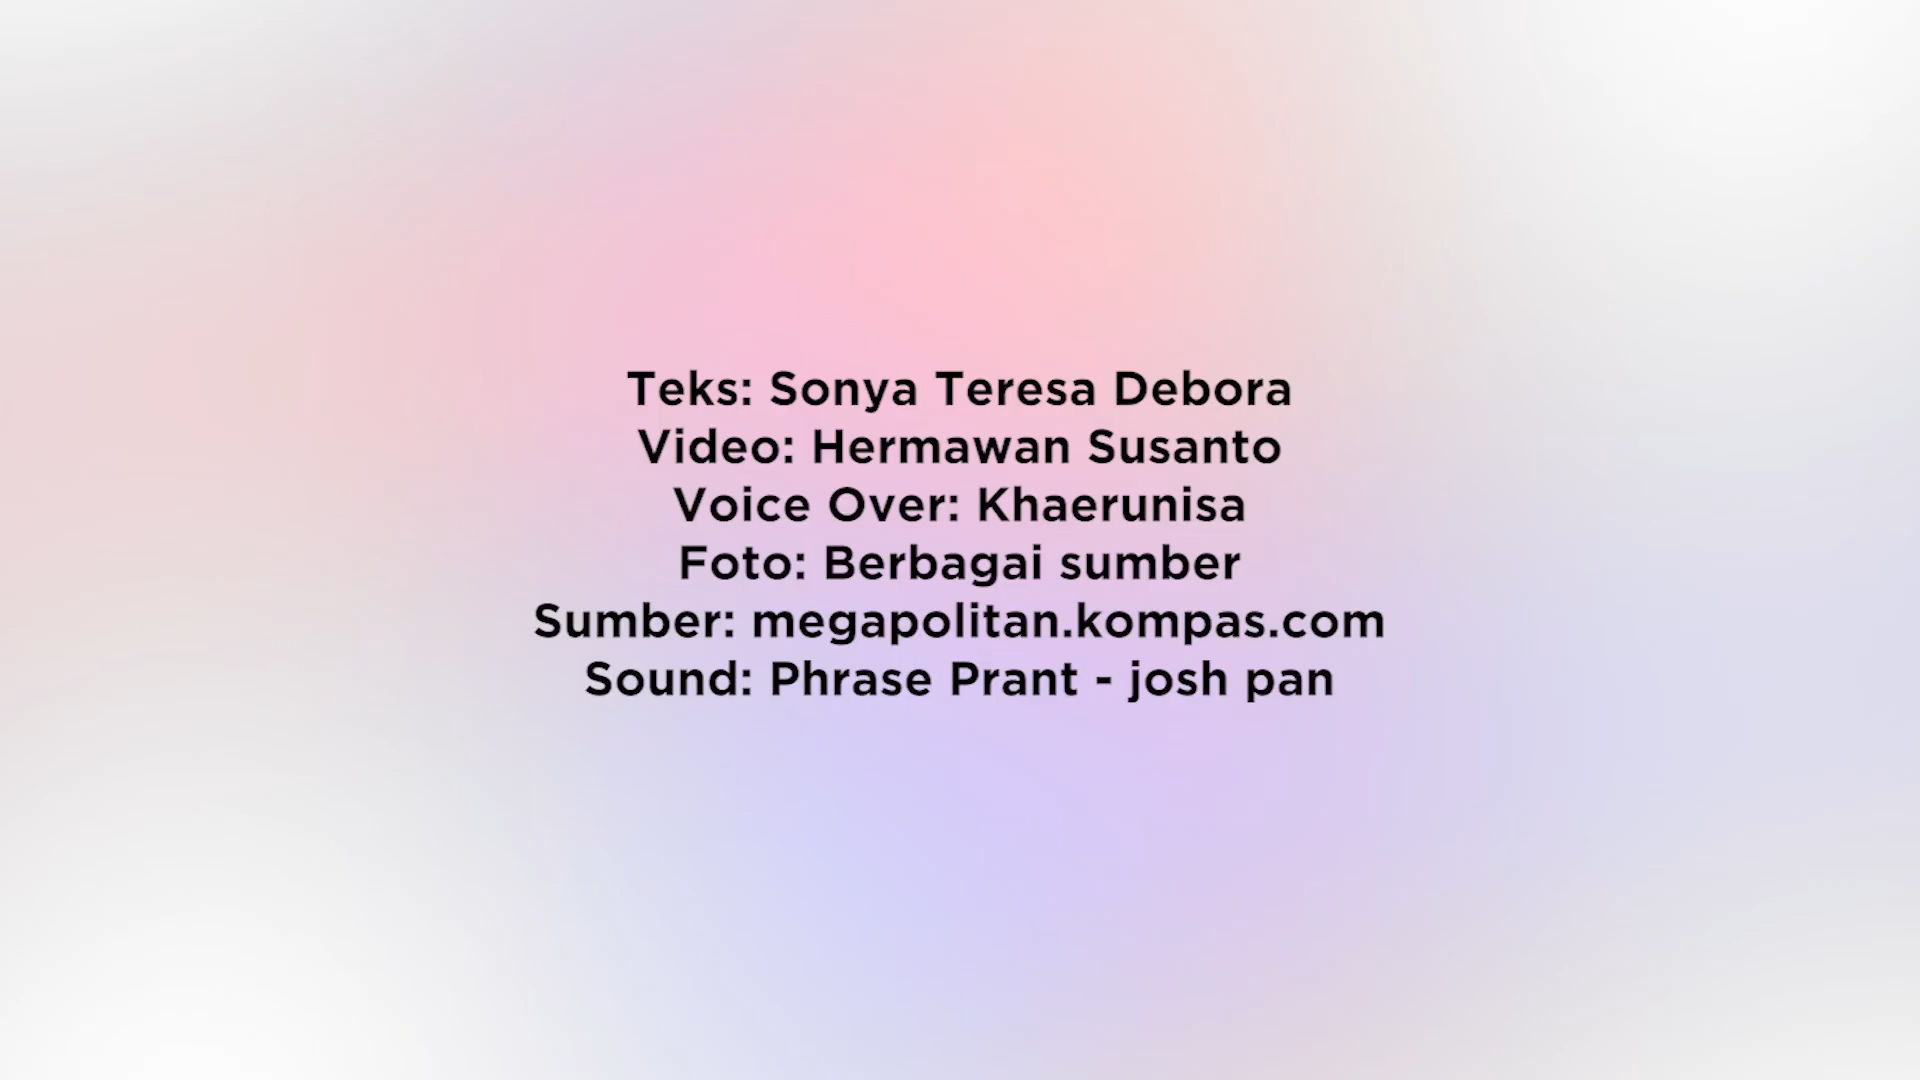 Teks: Sonya Teresa Debora
Video: Hermawan Susanto
Voice Over: Khaerunisa
Foto: Berbagai sumber
Sumber: megapolitan.kompas.com
Sound: Phrase Prant - josh pan